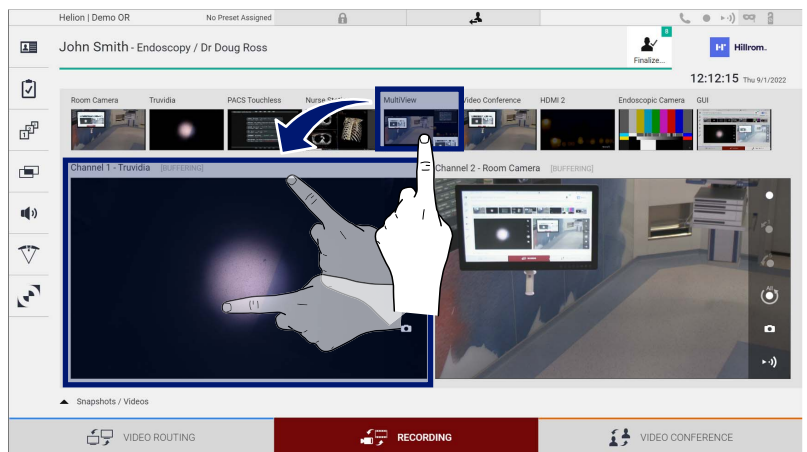 Helion | Demo OR
No Preset Assigned
John Smith - Endoscopy / Dr Doug Ross
8
Finalize...
H+ Hillrom.
12:12:15 Thu 9/1/2022
Room Camera
Truvidia
PACS Touchless
MultiView
Video Conference
HDMI 2
Endoscopic Camera
GUI
Channel 1 - Truvidia [BUFFERING]
Channel 2 - Room Camera [BUFFERING]
All
Snapshots / Videos
VIDEO ROUTING
RECORDING
VIDEO CONFERENCE